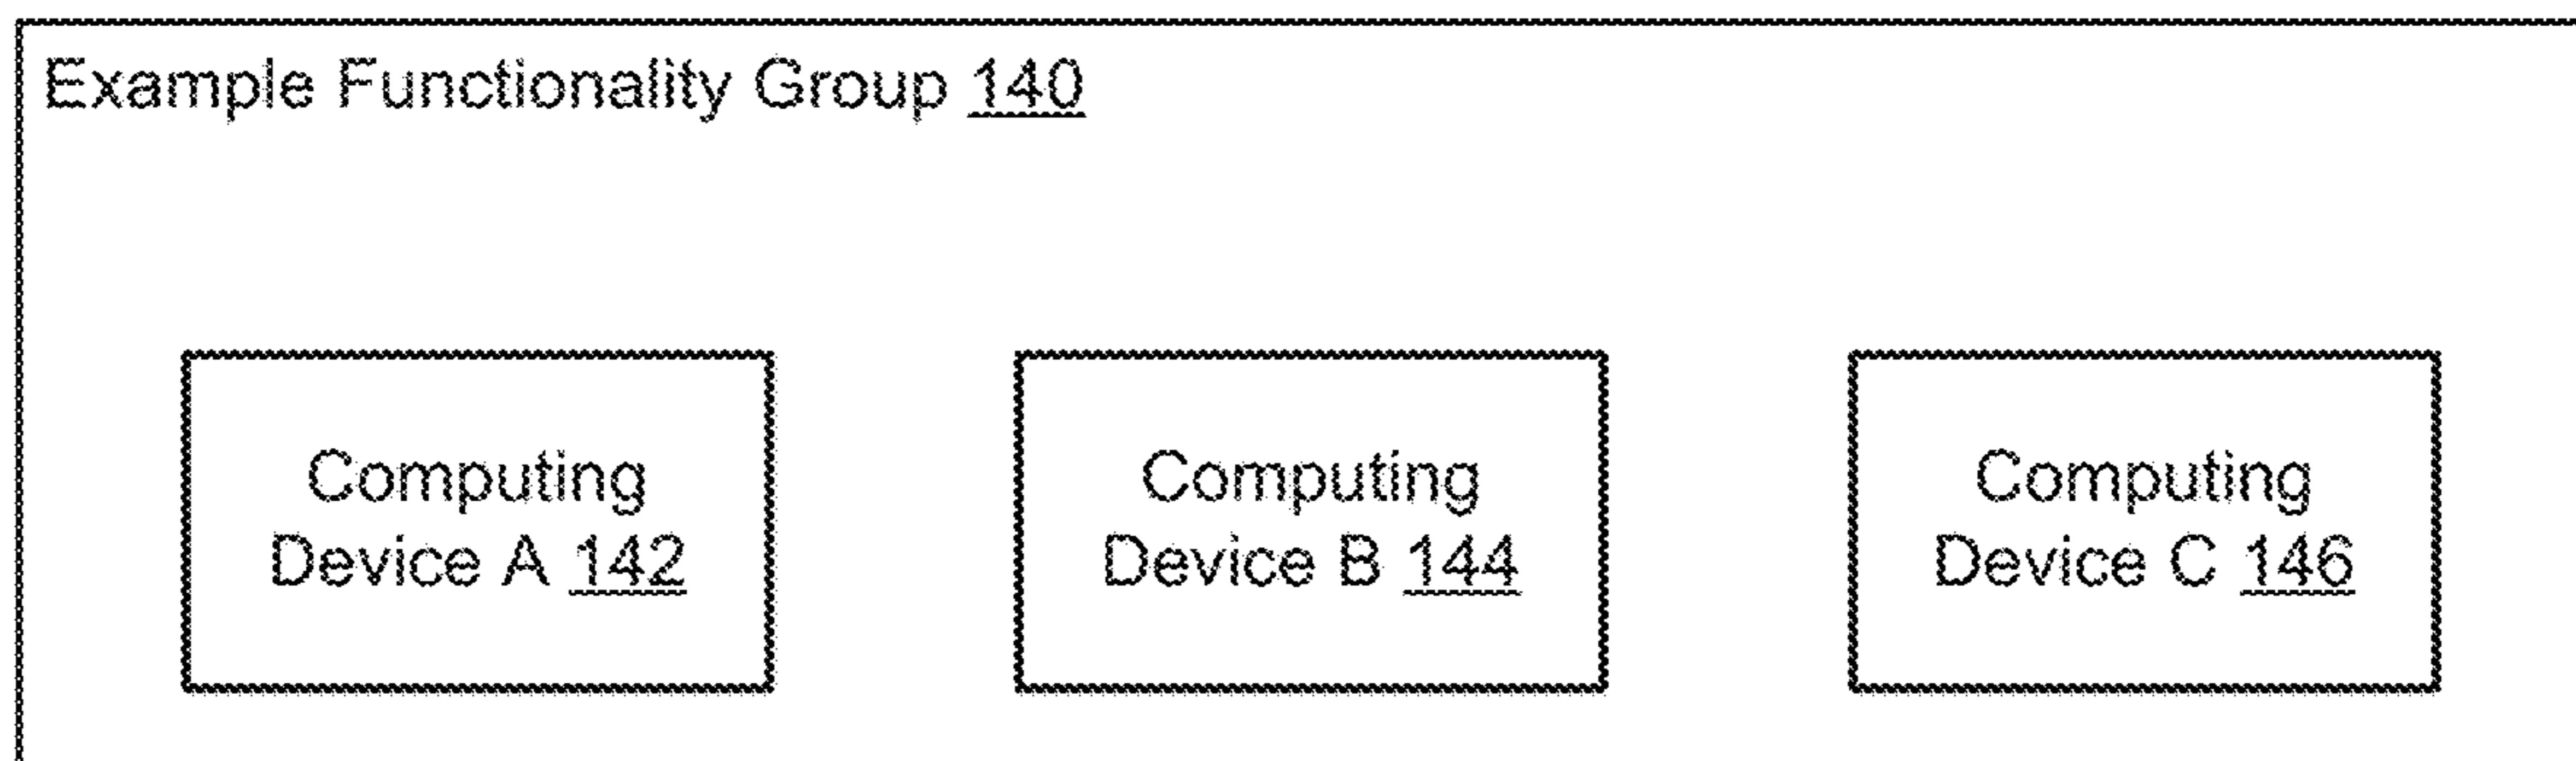 Example Functionality Group 140
Computing
Device A 142
Computing
Device B 144
Computing
Device C 146